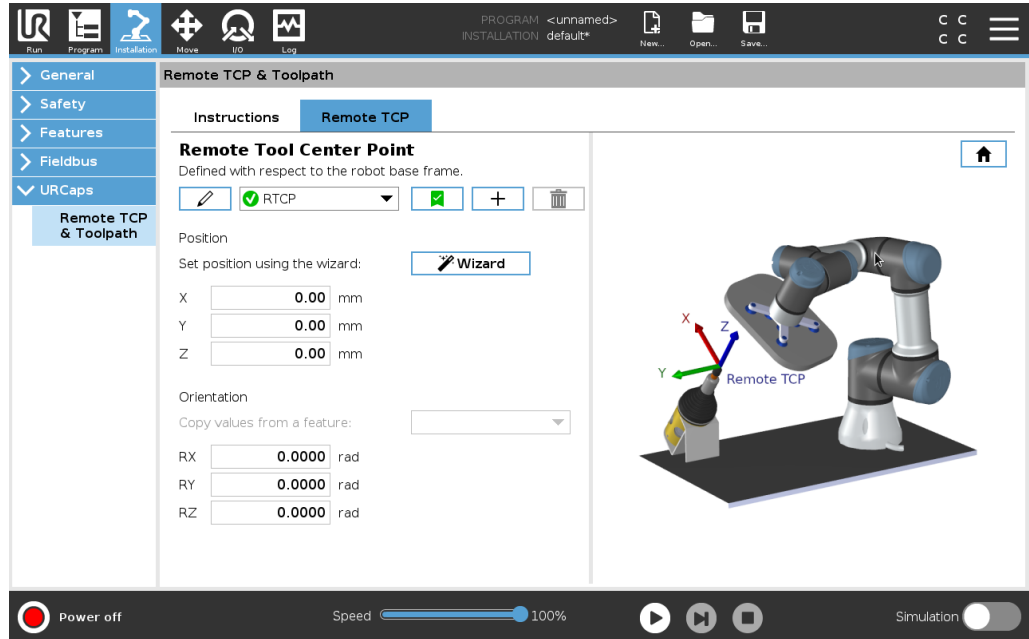 PROGRAM <unnamed>
INSTALLATION default*
Run Program Installation Move I/O Log New... Open... Save...
C C
C C
General
Safety
Features
Fieldbus
URCaps
Remote TCP
& Toolpath
Remote TCP & Toolpath
Instructions Remote TCP
Remote Tool Center Point
Defined with respect to the robot base frame.
RTCP
Position
Set position using the wizard: Wizard
X 0.00 mm
Y 0.00 mm
Z 0.00 mm
Orientation
Copy values from a feature:
RX 0.0000 rad
RY 0.0000 rad
RZ 0.0000 rad
X
Z
Y
Remote TCP
Power off Speed 100% Simulation